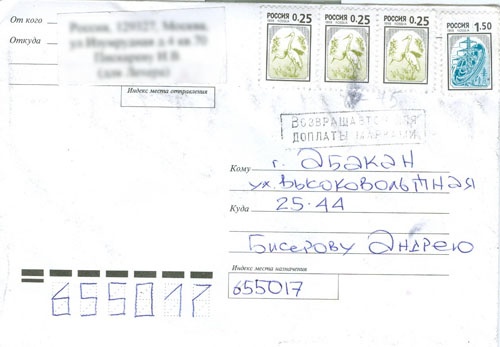 От кого
Откуда
Индекс места отправления
РОССИЯ 0.25
РОССИЯ 0.25
РОССИЯ 0.25
РОССИЯ 1.50
ВОЗВРАЩАЕТСЯ ДЛЯ
ДОПЛАТЫ МАРКАМИ
Кому г. Абакан
ул. Высоковольтная
Куда 25-44
Бисерову Андрею
Индекс места назначения
655017
655017